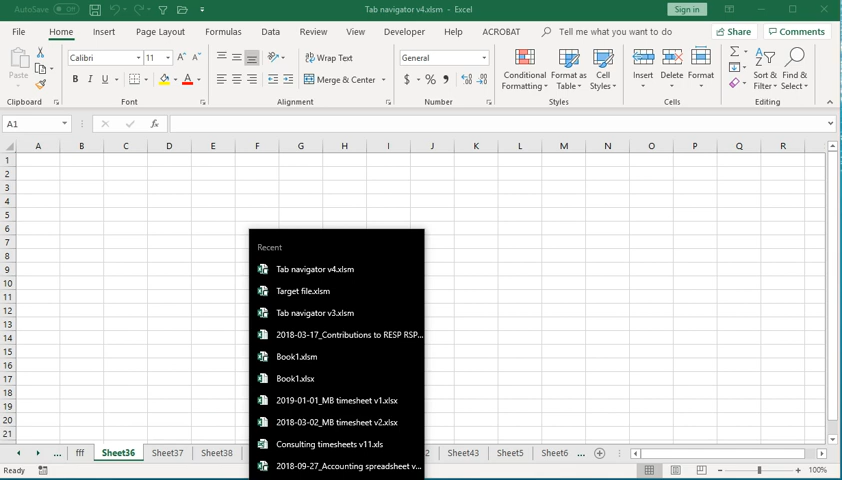 AutoSave Off
Tab navigator v4.xlsm - Excel
Sign in
File Home Insert Page Layout Formulas Data Review View Developer Help ACROBAT Tell me what you want to do Share Comments
Paste
Calibri 11
B I U A
Wrap Text
Merge & Center
General
$ % ,
Conditional Formatting
Format as Table
Cell Styles
Insert
Delete
Format
Sort & Filter
Find & Select
Clipboard Font Alignment Number Styles Cells Editing
A1 fx
A B C D E F G H I J K L M N O P Q R
1
2
3
4
5
6
7
8
9
10
11
12
13
14
15
16
17
18
19
20
21
Recent
Tab navigator v4.xlsm
Target file.xlsm
Tab navigator v3.xlsm
2018-03-17_Contributions to RESP RSP...
Book1.xlsm
Book1.xlsx
2019-01-01_MB timesheet v1.xlsx
2018-03-02_MB timesheet v2.xlsx
Consulting timesheets v11.xls
2018-09-27_Accounting spreadsheet v...
... fff Sheet36 Sheet37 Sheet38 2 Sheet43 Sheet5 Sheet6 ...
Ready
100%